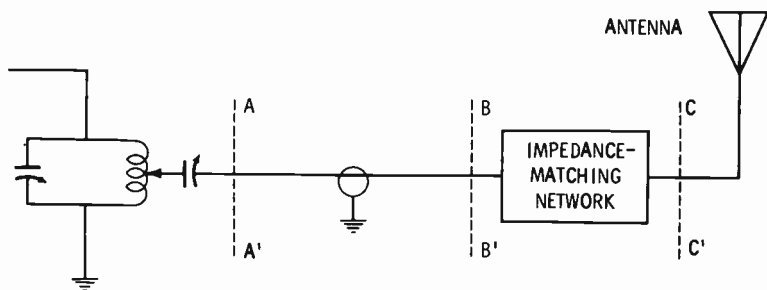 ANTENNA
A
B
C
IMPEDANCE-
MATCHING
NETWORK
A'
B'
C'